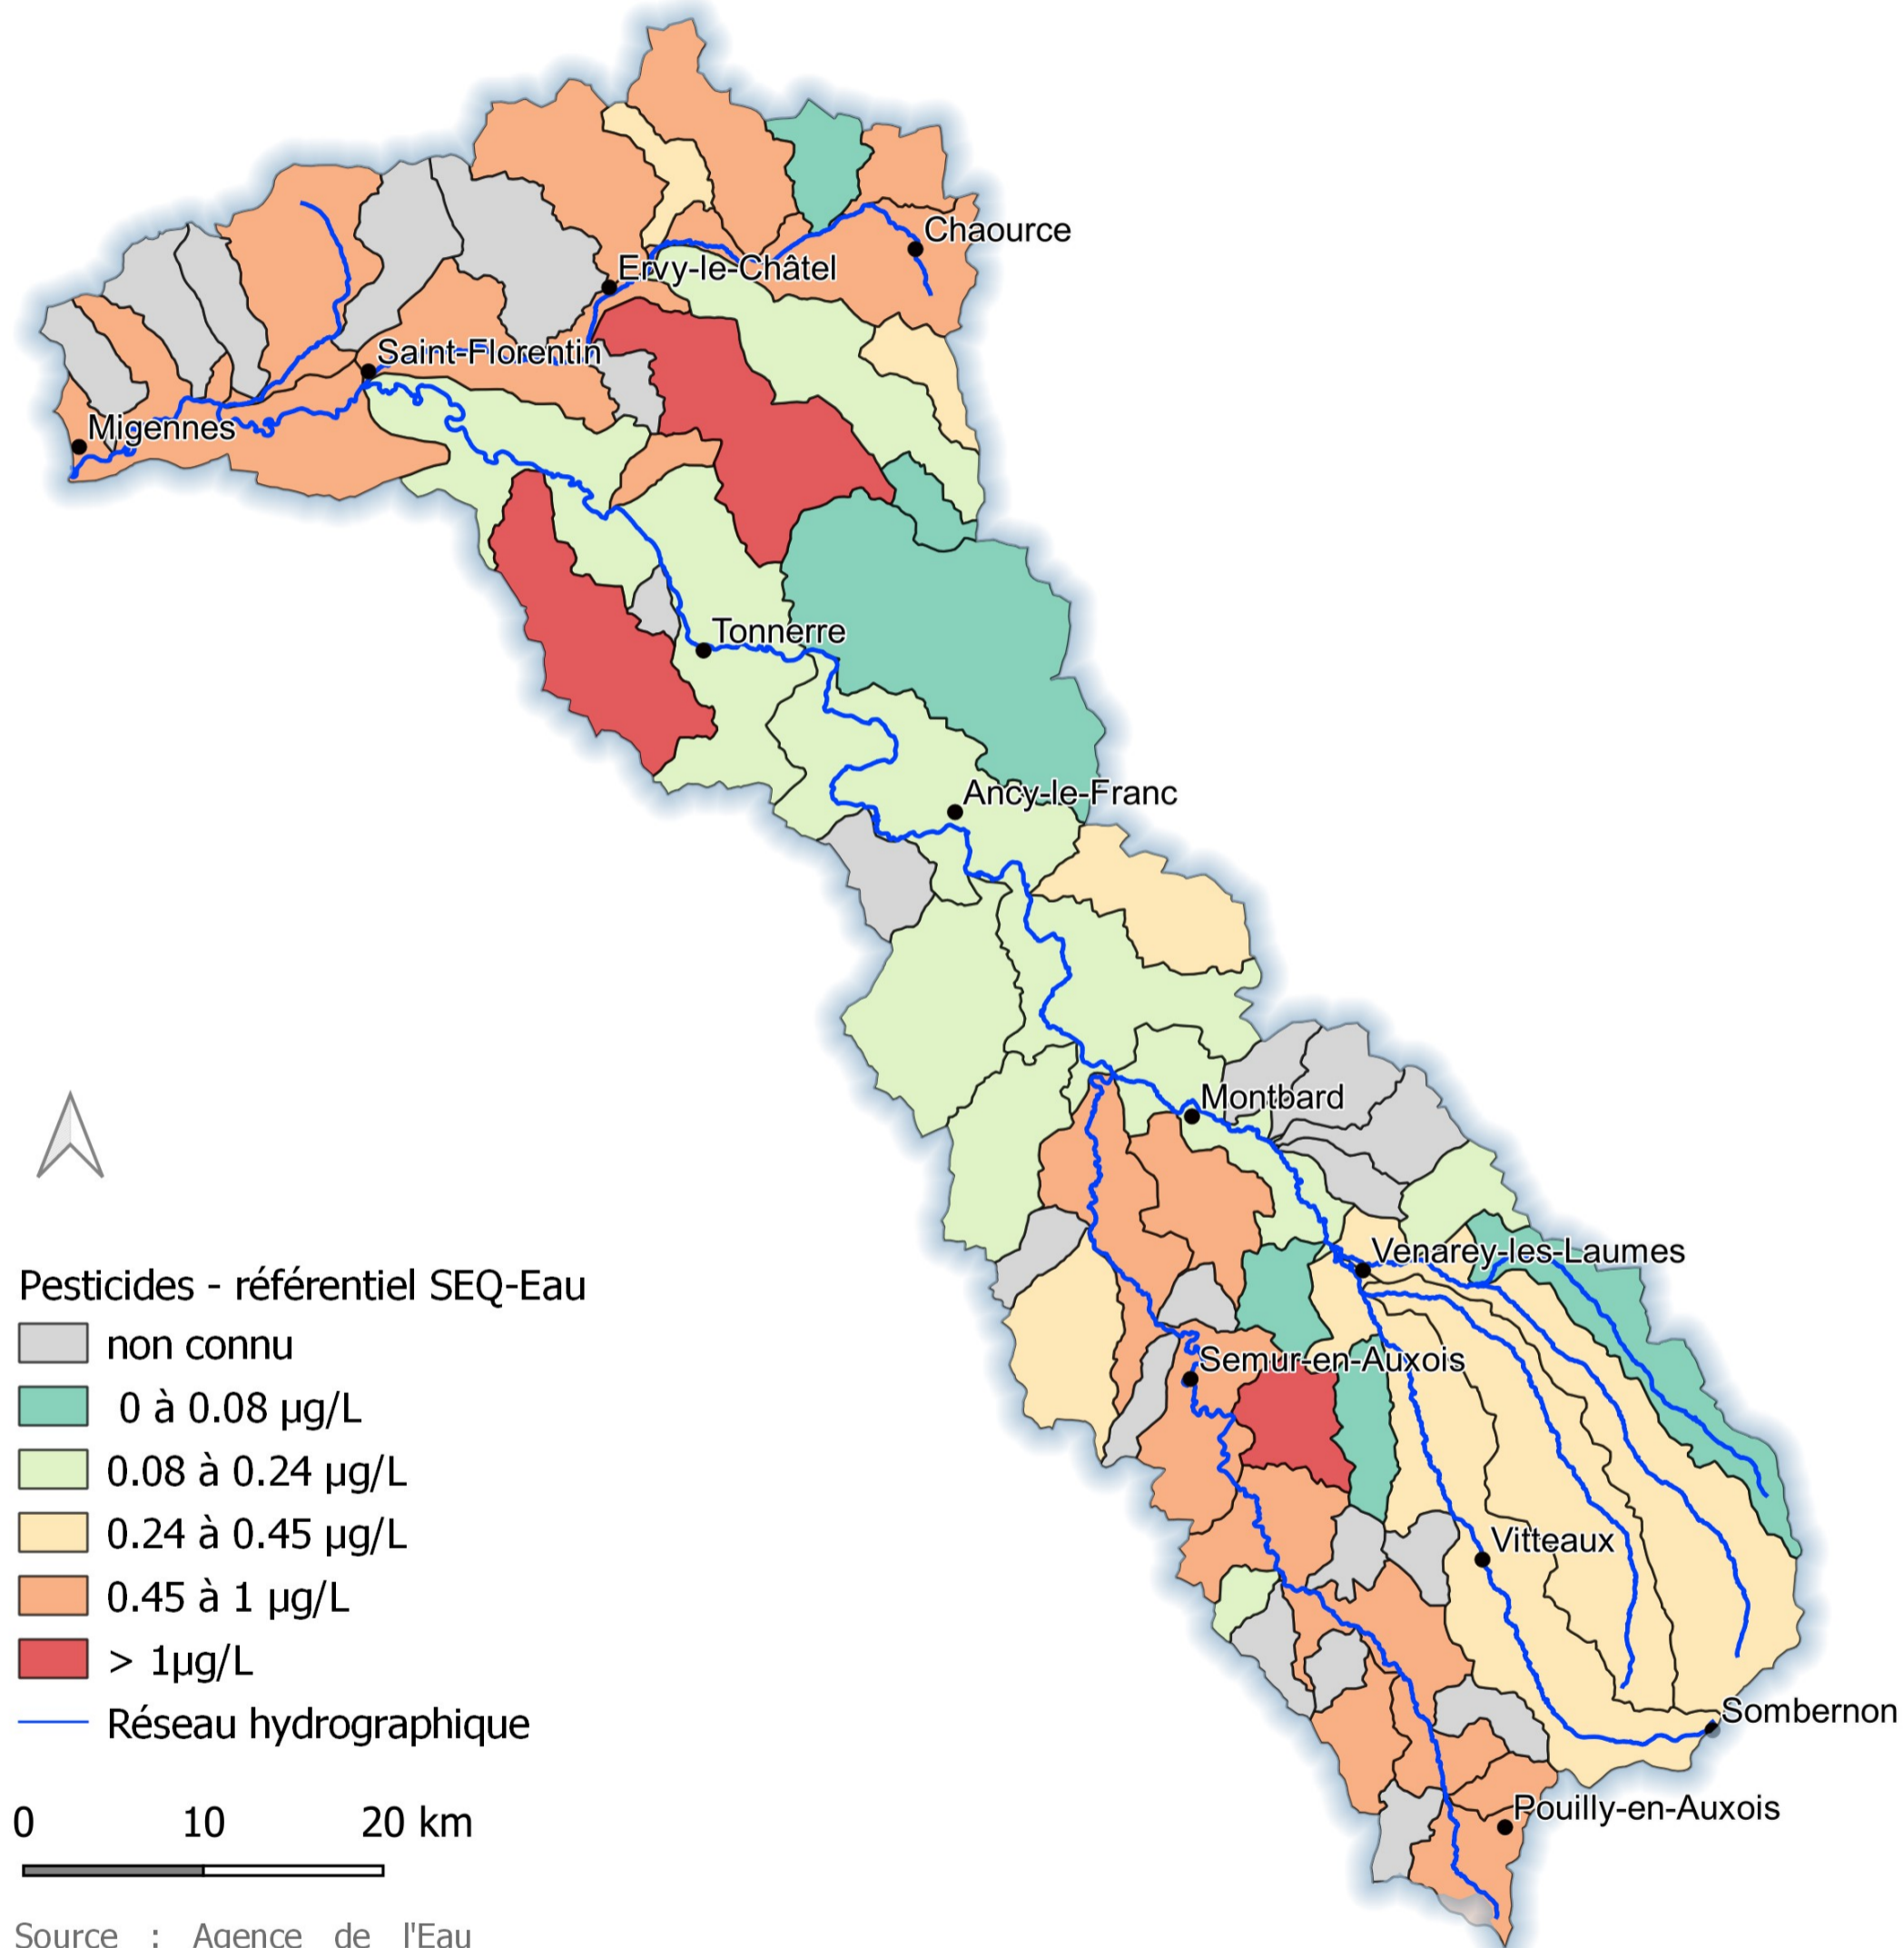 Chaource
Ervy-le-Châtel
Saint-Florentin
Migennes
Tonnerre
Ancy-le-Franc
Montbard
Venarey-les-Laumes
Semur-en-Auxois
Vitteaux
Sombernon
Pouilly-en-Auxois
Pesticides - référentiel SEQ-Eau
non connu
0 à 0.08 µg/L
0.08 à 0.24 µg/L
0.24 à 0.45 µg/L
0.45 à 1 µg/L
> 1µg/L
Réseau hydrographique
0 10 20 km
Source : Agence de l'Eau